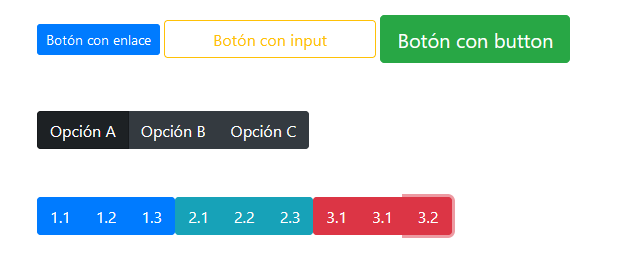 Botón con enlace Botón con input Botón con button
Opción A Opción B Opción C
1.1 1.2 1.3 2.1 2.2 2.3 3.1 3.1 3.2